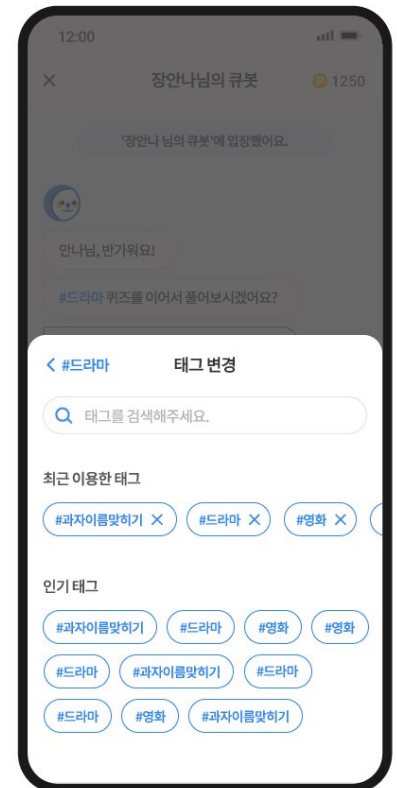 12:00
장안나님의 큐봇
1250
'장안나 님의 큐봇'에 입장했어요.
안나님, 반가워요!
#드라마 퀴즈를 이어서 풀어보시겠어요?
#드라마
태그 변경
태그를 검색해주세요.
최근 이용한 태그
#과자이름맞히기 #드라마 #영화
인기 태그
#과자이름맞히기 #드라마 #영화 #영화
#드라마 #과자이름맞히기 #드라마
#드라마 #영화 #과자이름맞히기